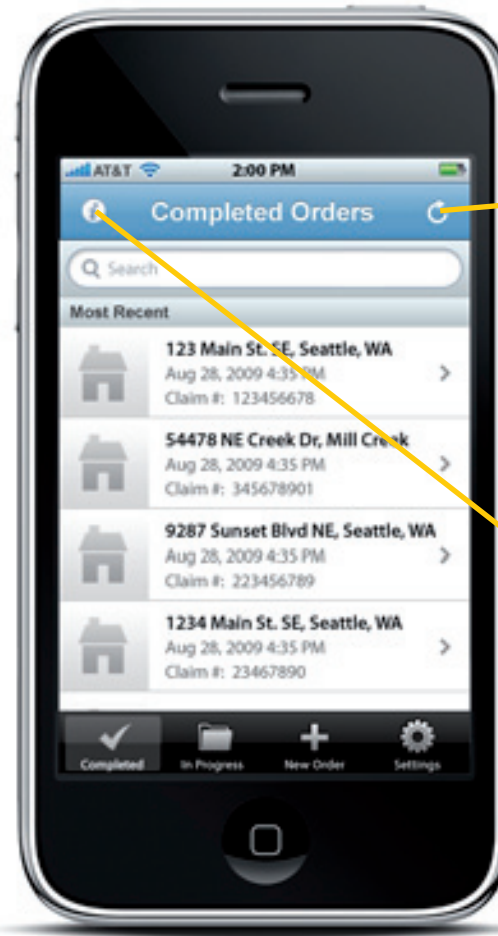 AT&T 2:00 PM
i Completed Orders
Search
Most Recent
123 Main St. SE, Seattle, WA
Aug 28, 2009 4:35 PM
Claim #: 123456678
54478 NE Creek Dr, Mill Creek
Aug 28, 2009 4:35 PM
Claim #: 345678901
9287 Sunset Blvd NE, Seattle, WA
Aug 28, 2009 4:35 PM
Claim #: 223456789
1234 Main St. SE, Seattle, WA
Aug 28, 2009 4:35 PM
Claim #: 23467890
Completed In Progress New Order Settings